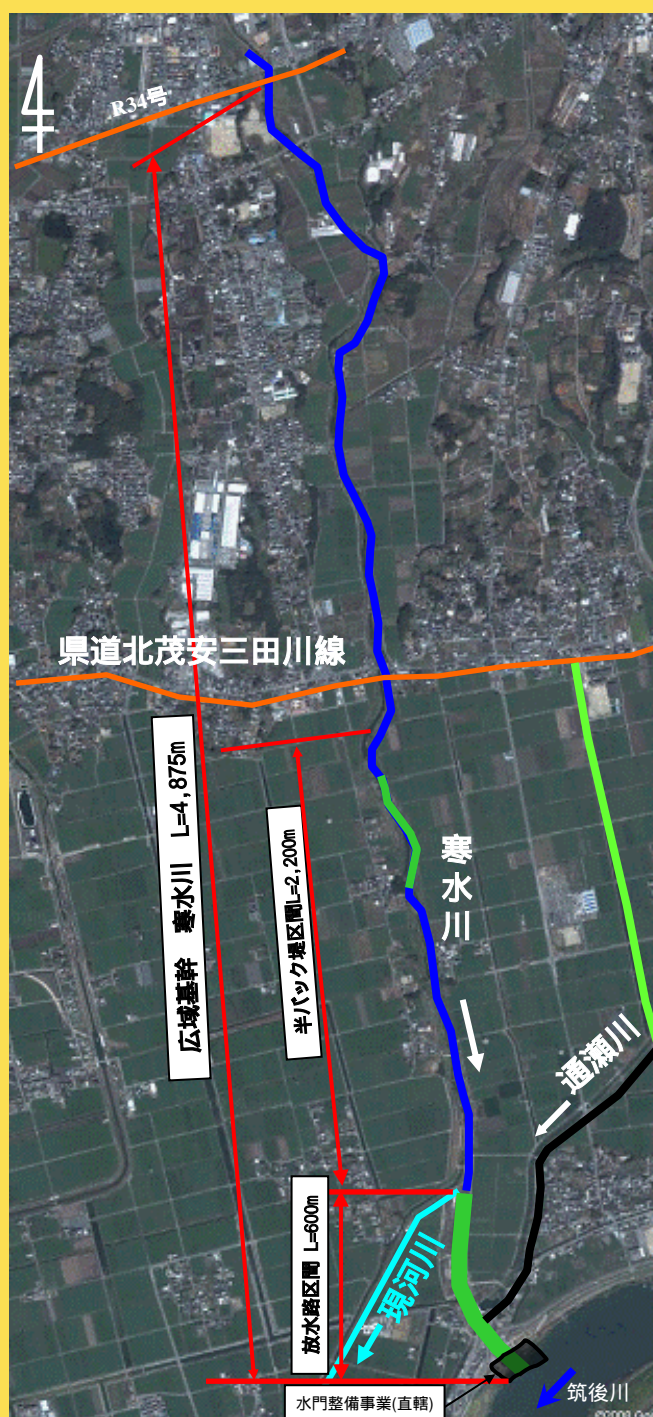 R34号
県道北茂安三田川線
広域基幹 寒水川 L=4,875m
半バック堤区間L=2,200m
寒水川
通瀬川
放水路区間 L=600m
現河川
水門整備事業(直轄)
筑後川